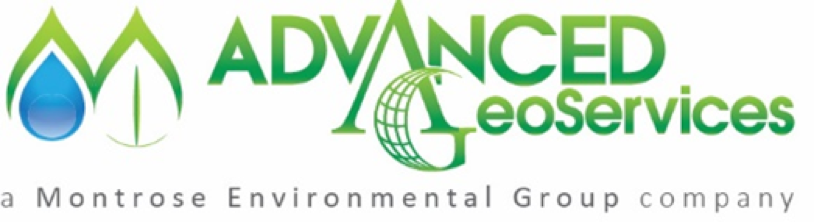 ADVANCED
GeoServices
a Montrose Environmental Group company